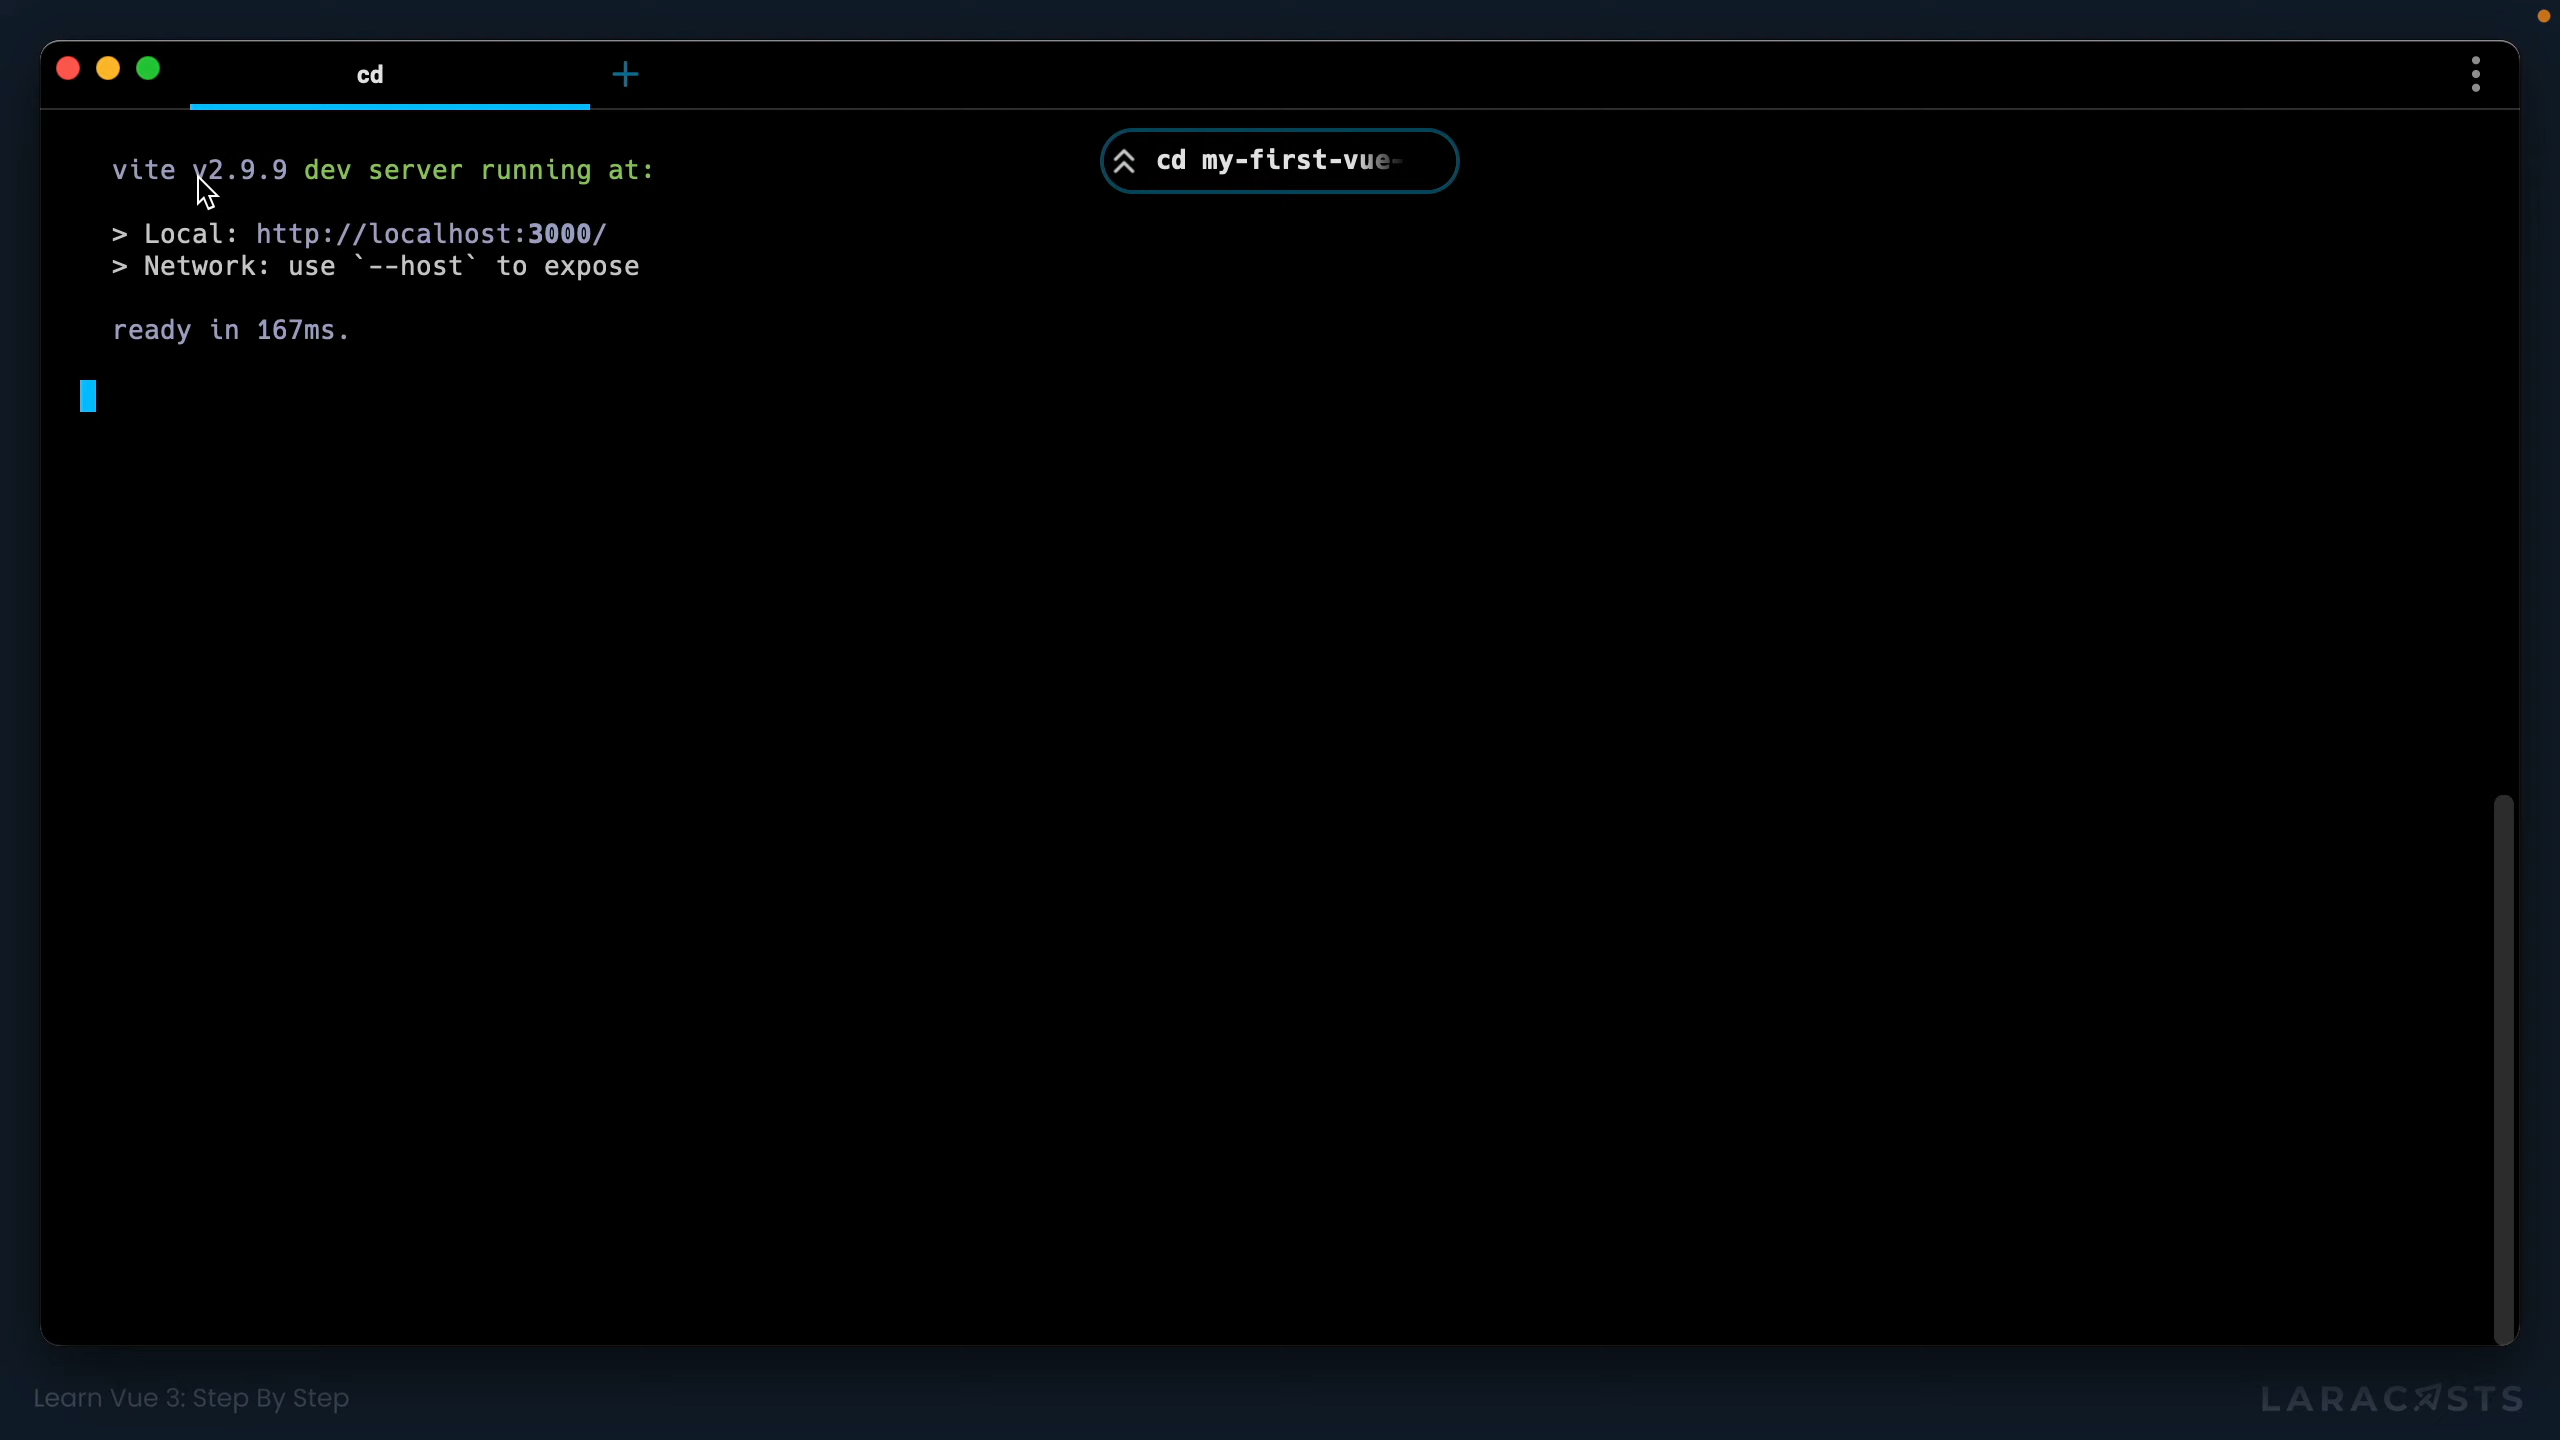 cd
cd my-first-vue-
vite v2.9.9 dev server running at:
> Local: http://localhost:3000/
> Network: use `--host` to expose
ready in 167ms.
Learn Vue 3: Step By Step
LARACASTS